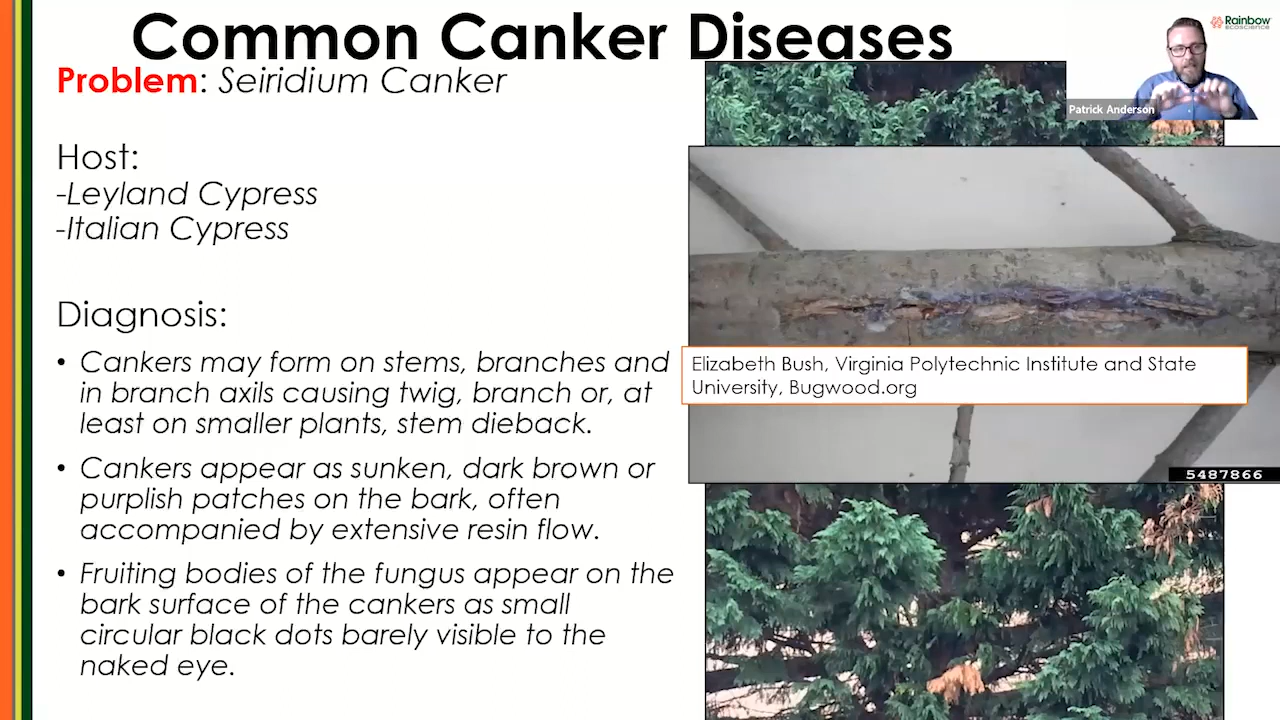 Common Canker Diseases
Rainbow
ecoscience
Problem: Seiridium Canker
Patrick Anderson
Host:
-Leyland Cypress
-Italian Cypress
Diagnosis:
• Cankers may form on stems, branches and
in branch axils causing twig, branch or, at
least on smaller plants, stem dieback.
• Cankers appear as sunken, dark brown or
purplish patches on the bark, often
accompanied by extensive resin flow.
• Fruiting bodies of the fungus appear on the
bark surface of the cankers as small
circular black dots barely visible to the
naked eye.
Elizabeth Bush, Virginia Polytechnic Institute and State
University, Bugwood.org
5487866